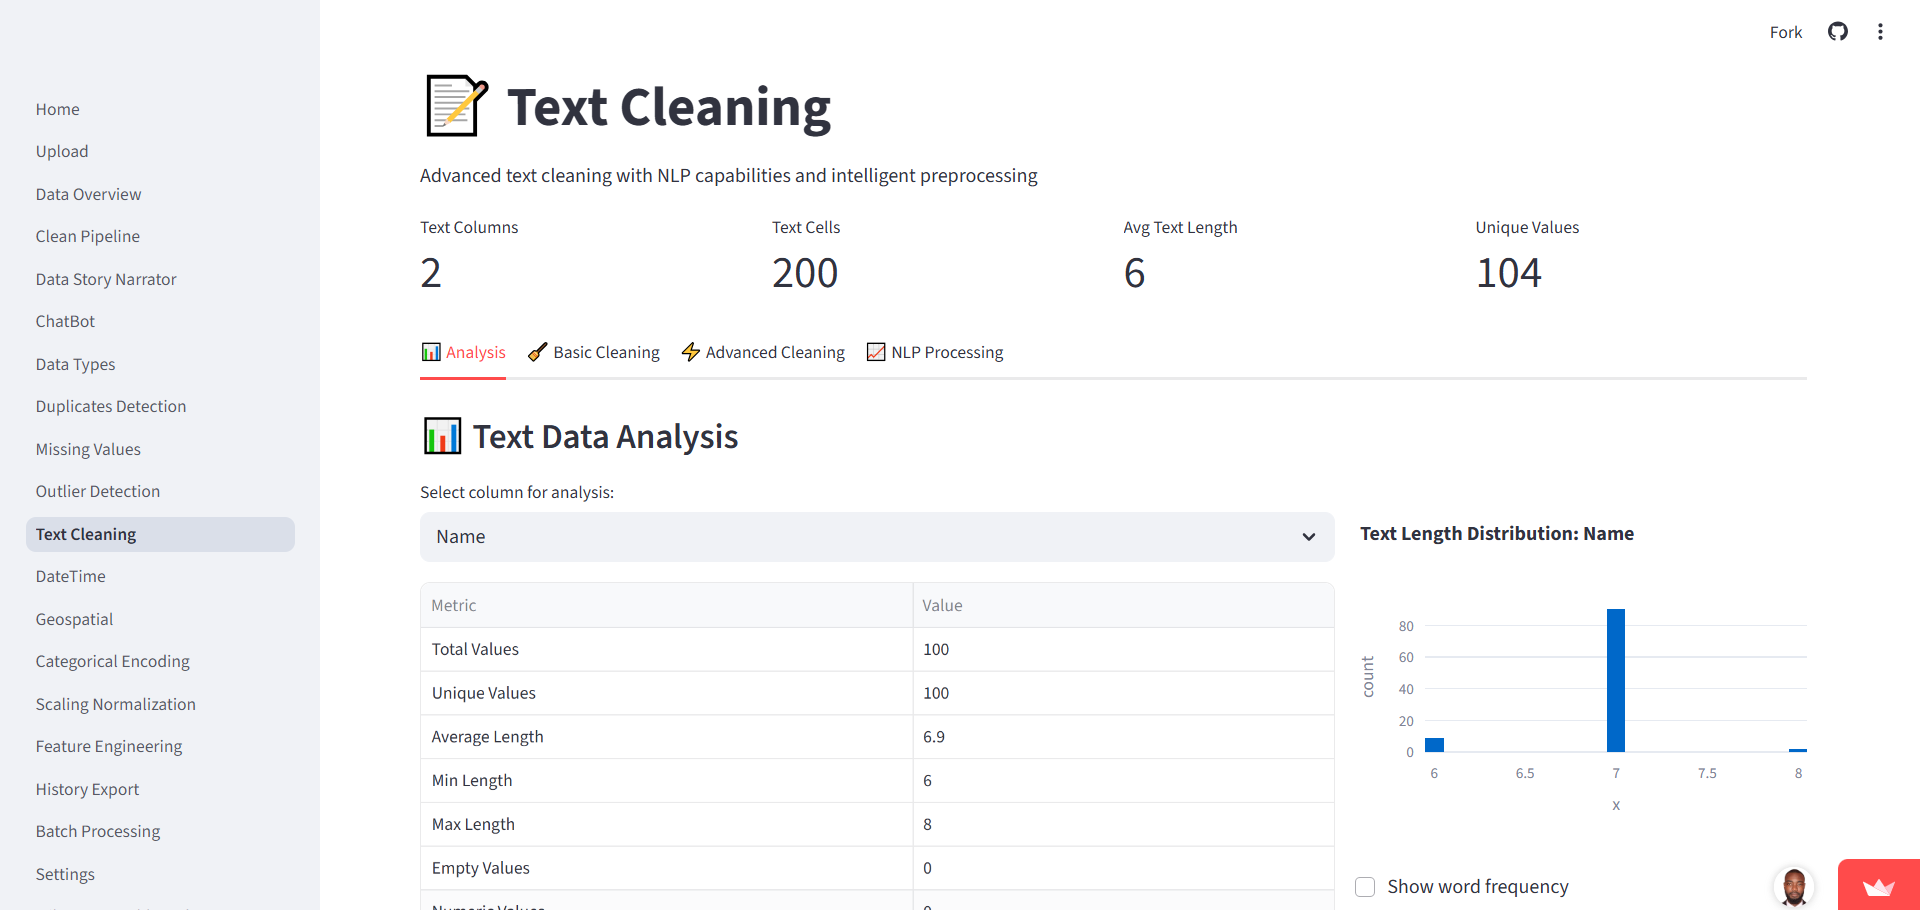 Fork
Home
Upload
Data Overview
Clean Pipeline
Data Story Narrator
ChatBot
Data Types
Duplicates Detection
Missing Values
Outlier Detection
Text Cleaning
DateTime
Geospatial
Categorical Encoding
Scaling Normalization
Feature Engineering
History Export
Batch Processing
Settings
Text Cleaning
Advanced text cleaning with NLP capabilities and intelligent preprocessing
Text Columns
2
Text Cells
200
Avg Text Length
6
Unique Values
104
Analysis Basic Cleaning Advanced Cleaning NLP Processing
Text Data Analysis
Select column for analysis:
Name
Metric Value
Total Values 100
Unique Values 100
Average Length 6.9
Min Length 6
Max Length 8
Empty Values 0
Text Length Distribution: Name
80
60
40
20
0
count
6 6.5 7 7.5 8
x
Show word frequency